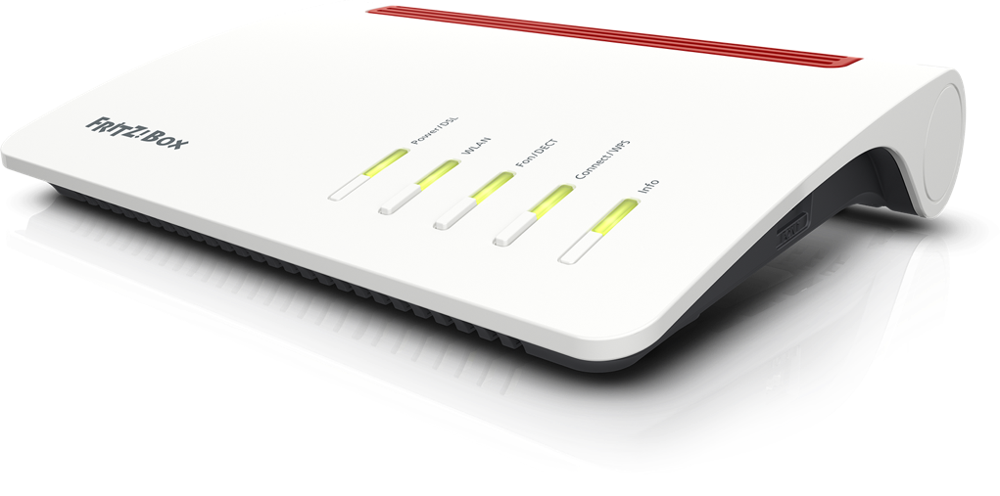 FRITZ!Box
Power/DSL
WLAN
Fon/DECT
Connect/WPS
Info